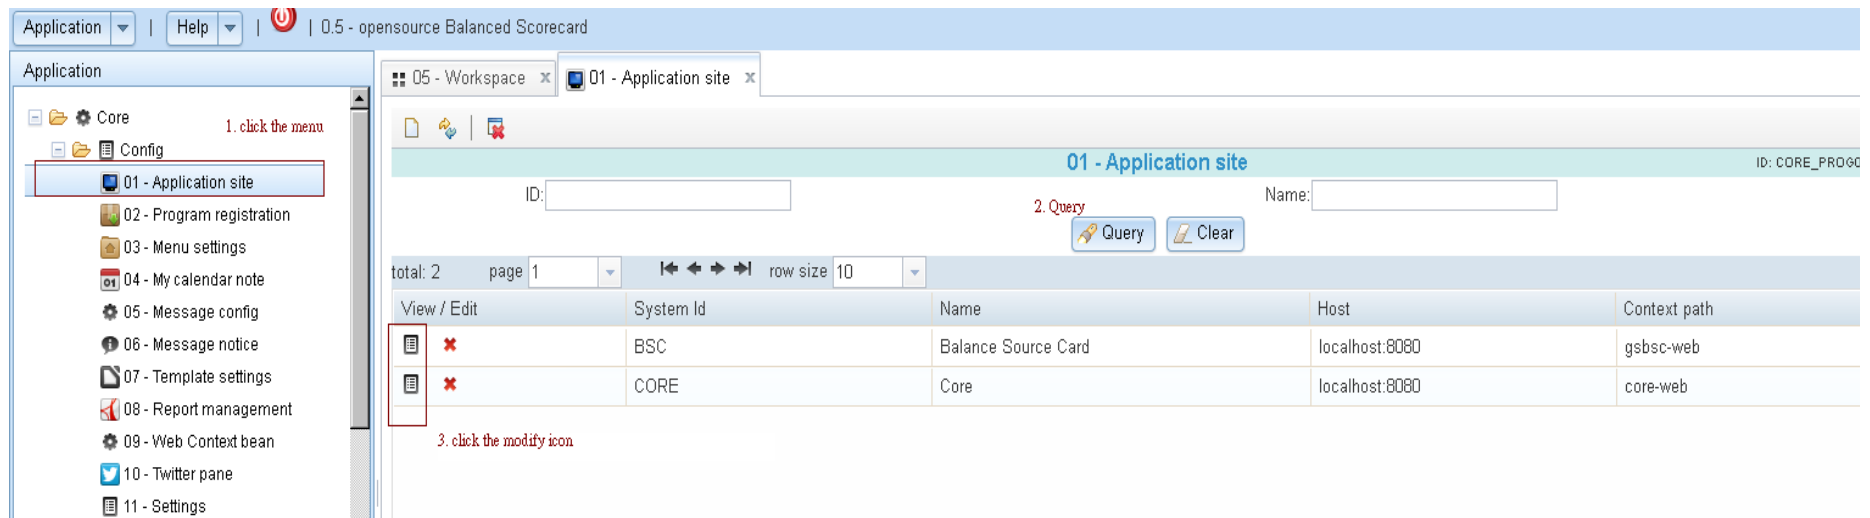 Application | Help | 0.5 - opensource Balanced Scorecard
Application
05 - Workspace x 01 - Application site x
Core
1. click the menu
Config
01 - Application site
02 - Program registration
03 - Menu settings
04 - My calendar note
05 - Message config
06 - Message notice
07 - Template settings
08 - Report management
09 - Web Context bean
10 - Twitter pane
11 - Settings
01 - Application site
ID: CORE_PROG0
ID: Name:
2. Query
Query Clear
total: 2 page 1 row size 10
View / Edit System Id Name Host Context path
BSC Balance Source Card localhost:8080 gsbsc-web
CORE Core localhost:8080 core-web
3. click the modify icon